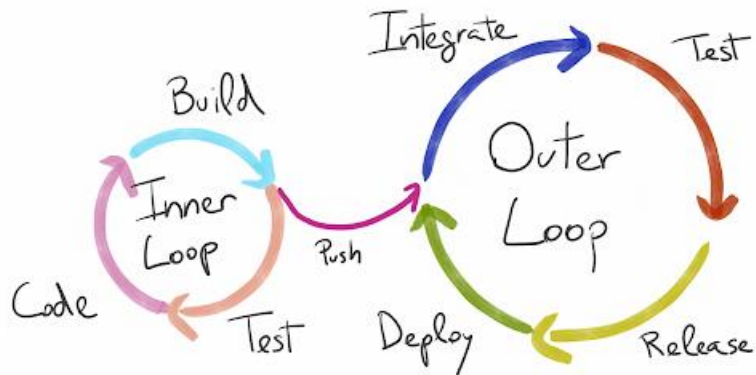 Build
Inner
Loop
Code
Test
Push
Integrate
Test
Outer
Loop
Deploy
Release